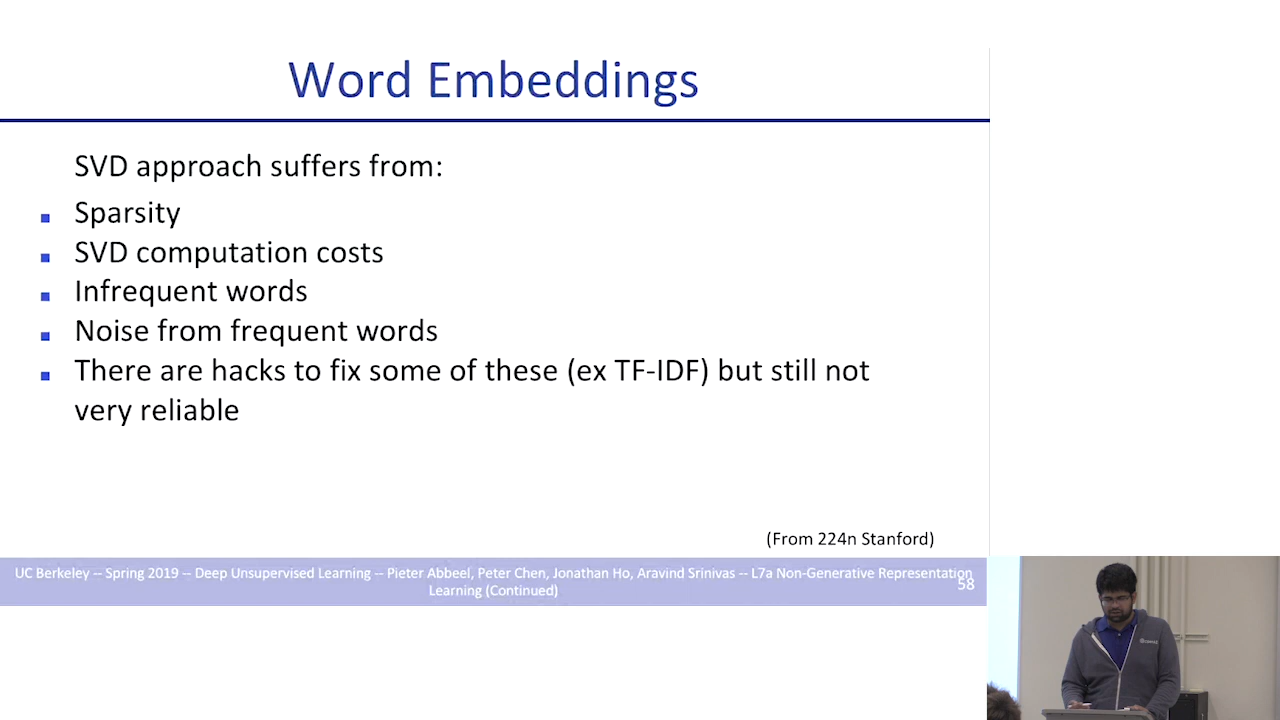 Word Embeddings
SVD approach suffers from:
Sparsity
SVD computation costs
Infrequent words
Noise from frequent words
There are hacks to fix some of these (ex TF-IDF) but still not
very reliable
(From 224n Stanford)
UC Berkeley -- Spring 2019 -- Deep Unsupervised Learning -- Pieter Abbeel, Peter Chen, Jonathan Ho, Aravind Srinivas -- L7a Non-Generative Representation
Learning (Continued)
58